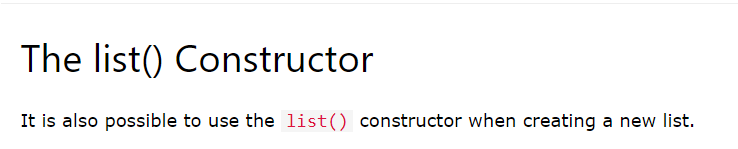 The list() Constructor
It is also possible to use the list() constructor when creating a new list.